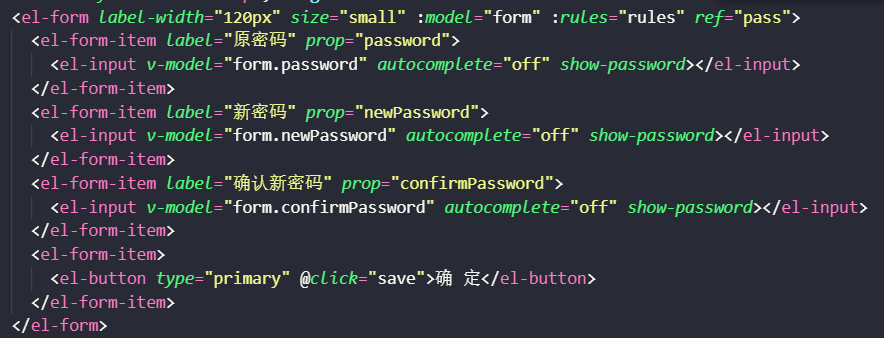 <el-form label-width="120px" size="small" :model="form" :rules="rules" ref="pass">
<el-form-item label="原密码" prop="password">
<el-input v-model="form.password" autocomplete="off" show-password></el-input>
</el-form-item>
<el-form-item label="新密码" prop="newPassword">
<el-input v-model="form.newPassword" autocomplete="off" show-password></el-input>
</el-form-item>
<el-form-item label="确认新密码" prop="confirmPassword">
<el-input v-model="form.confirmPassword" autocomplete="off" show-password></el-input>
</el-form-item>
<el-form-item>
<el-button type="primary" @click="save">确 定</el-button>
</el-form-item>
</el-form>